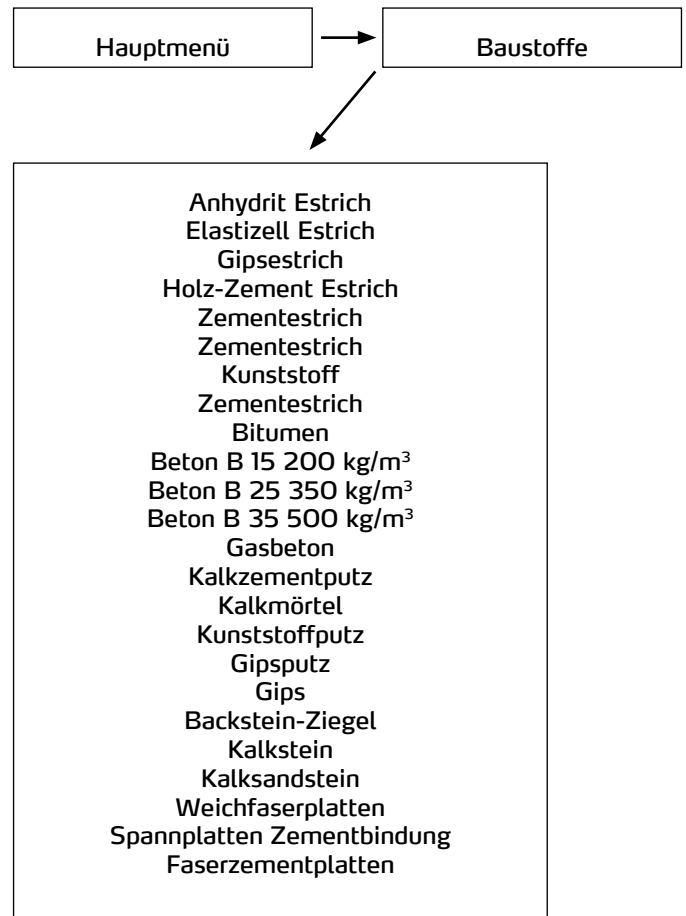 Hauptmenü
Baustoffe
Anhydrit Estrich
Elastizell Estrich
Gipsestrich
Holz-Zement Estrich
Zementestrich
Zementestrich
Kunststoff
Zementestrich
Bitumen
Beton B 15 200 kg/m³
Beton B 25 350 kg/m³
Beton B 35 500 kg/m³
Gasbeton
Kalkzementputz
Kalkmörtel
Kunststoffputz
Gipsputz
Gips
Backstein-Ziegel
Kalkstein
Kalksandstein
Weichfaserplatten
Spannplatten Zementbindung
Faserzementplatten